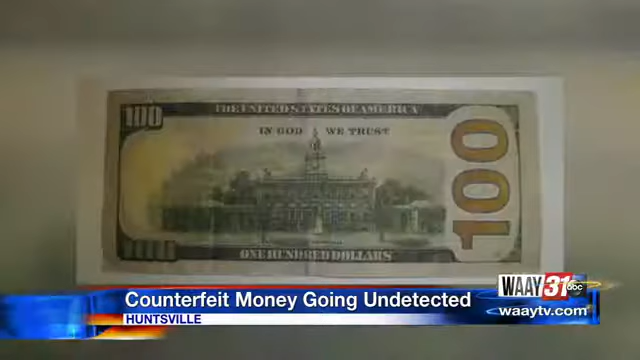 100
THE UNITED STATES OF AMERICA
IN GOD WE TRUST
100
100
ONE HUNDRED DOLLARS
Counterfeit Money Going Undetected
HUNTSVILLE
WAAY 31 abc
waaytv.com